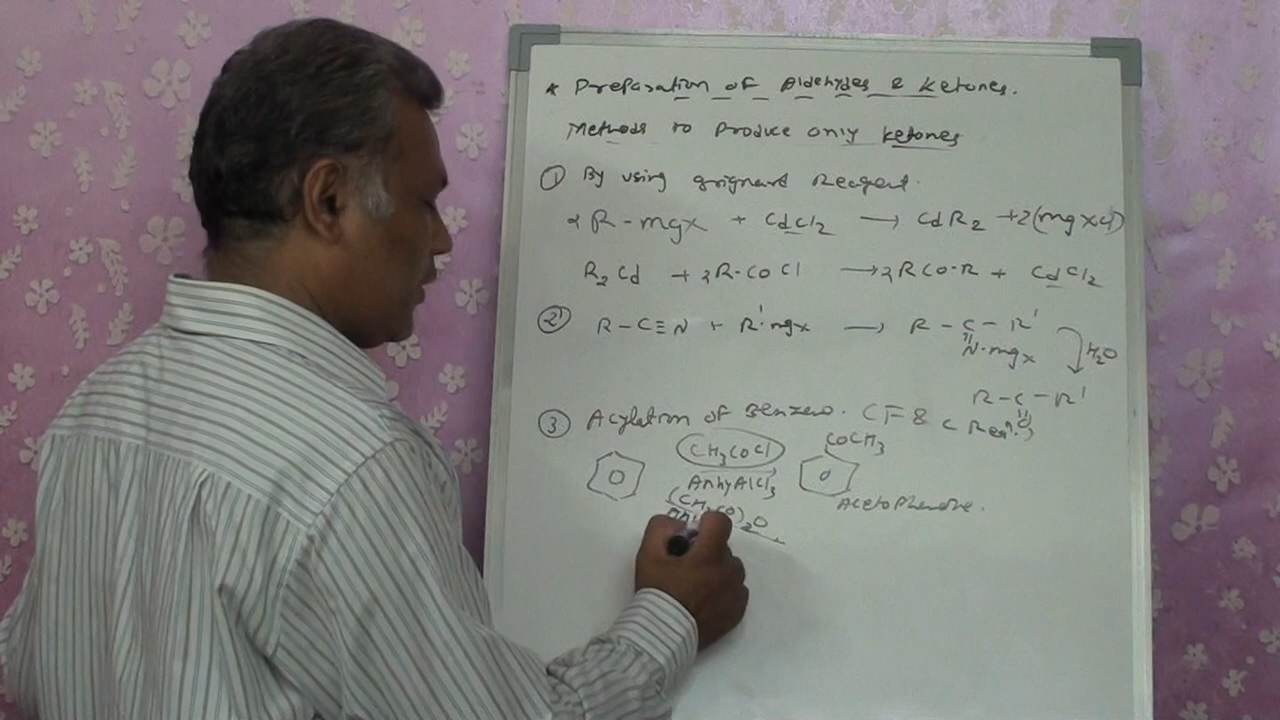 * Preparation of Aldehydes & Ketones.
Methods to produce only ketones
① By using grignard Reagent.
2R-mgx + CdCl2 → CdR2 + 2(mgxCl)
R2Cd + 2R-COCl → 2RCO-R + CdCl2
② R-C≡N + R'mgx → R-C-R'
N-mgx H2O
R-C-R'
O
③ Acylation of Benzene. (F & C Rean.)
CH3COCl COCH3
Anhy AlCl3
(CH3CO)2O Acetophenone.